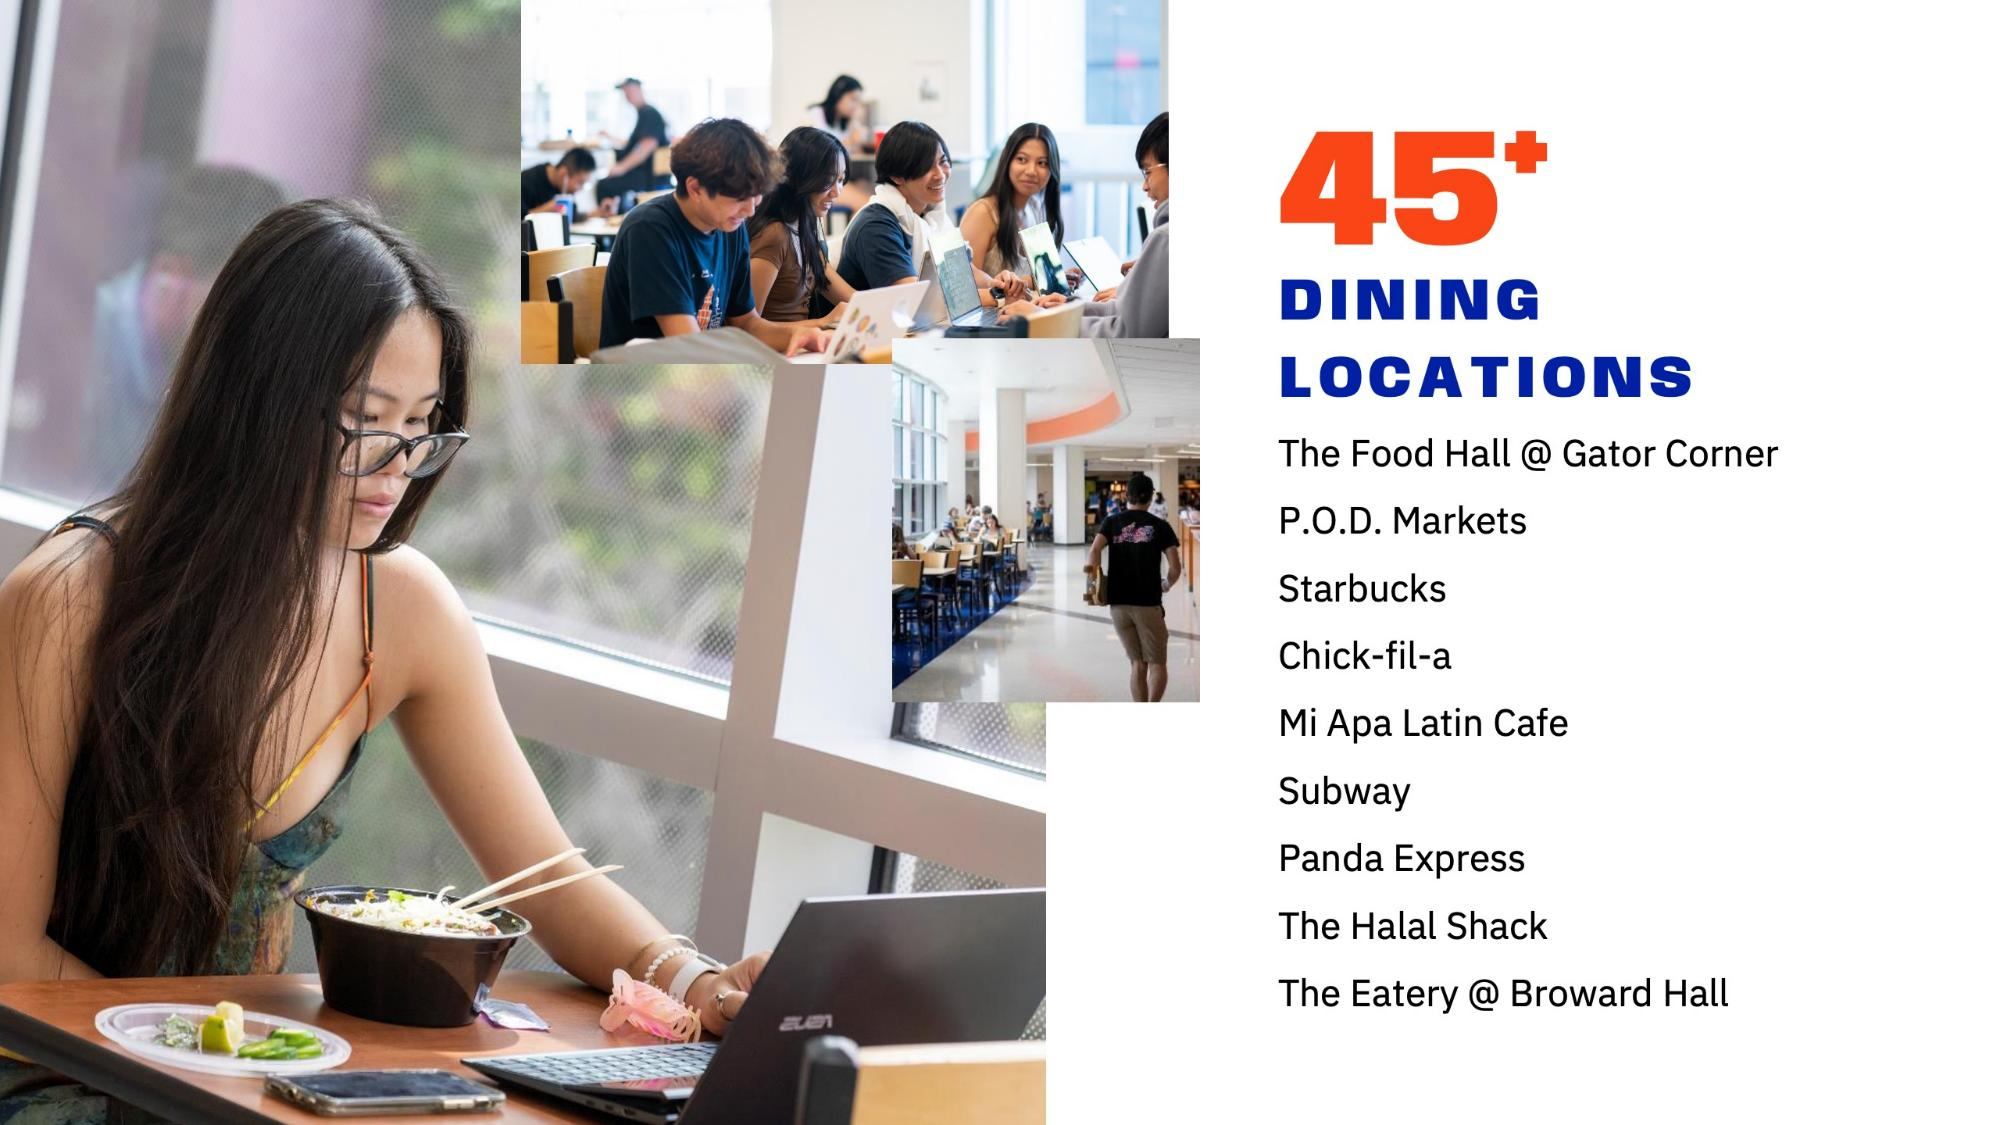 45+
DINING
LOCATIONS
The Food Hall @ Gator Corner
P.O.D. Markets
Starbucks
Chick-fil-a
Mi Apa Latin Cafe
Subway
Panda Express
The Halal Shack
The Eatery @ Broward Hall